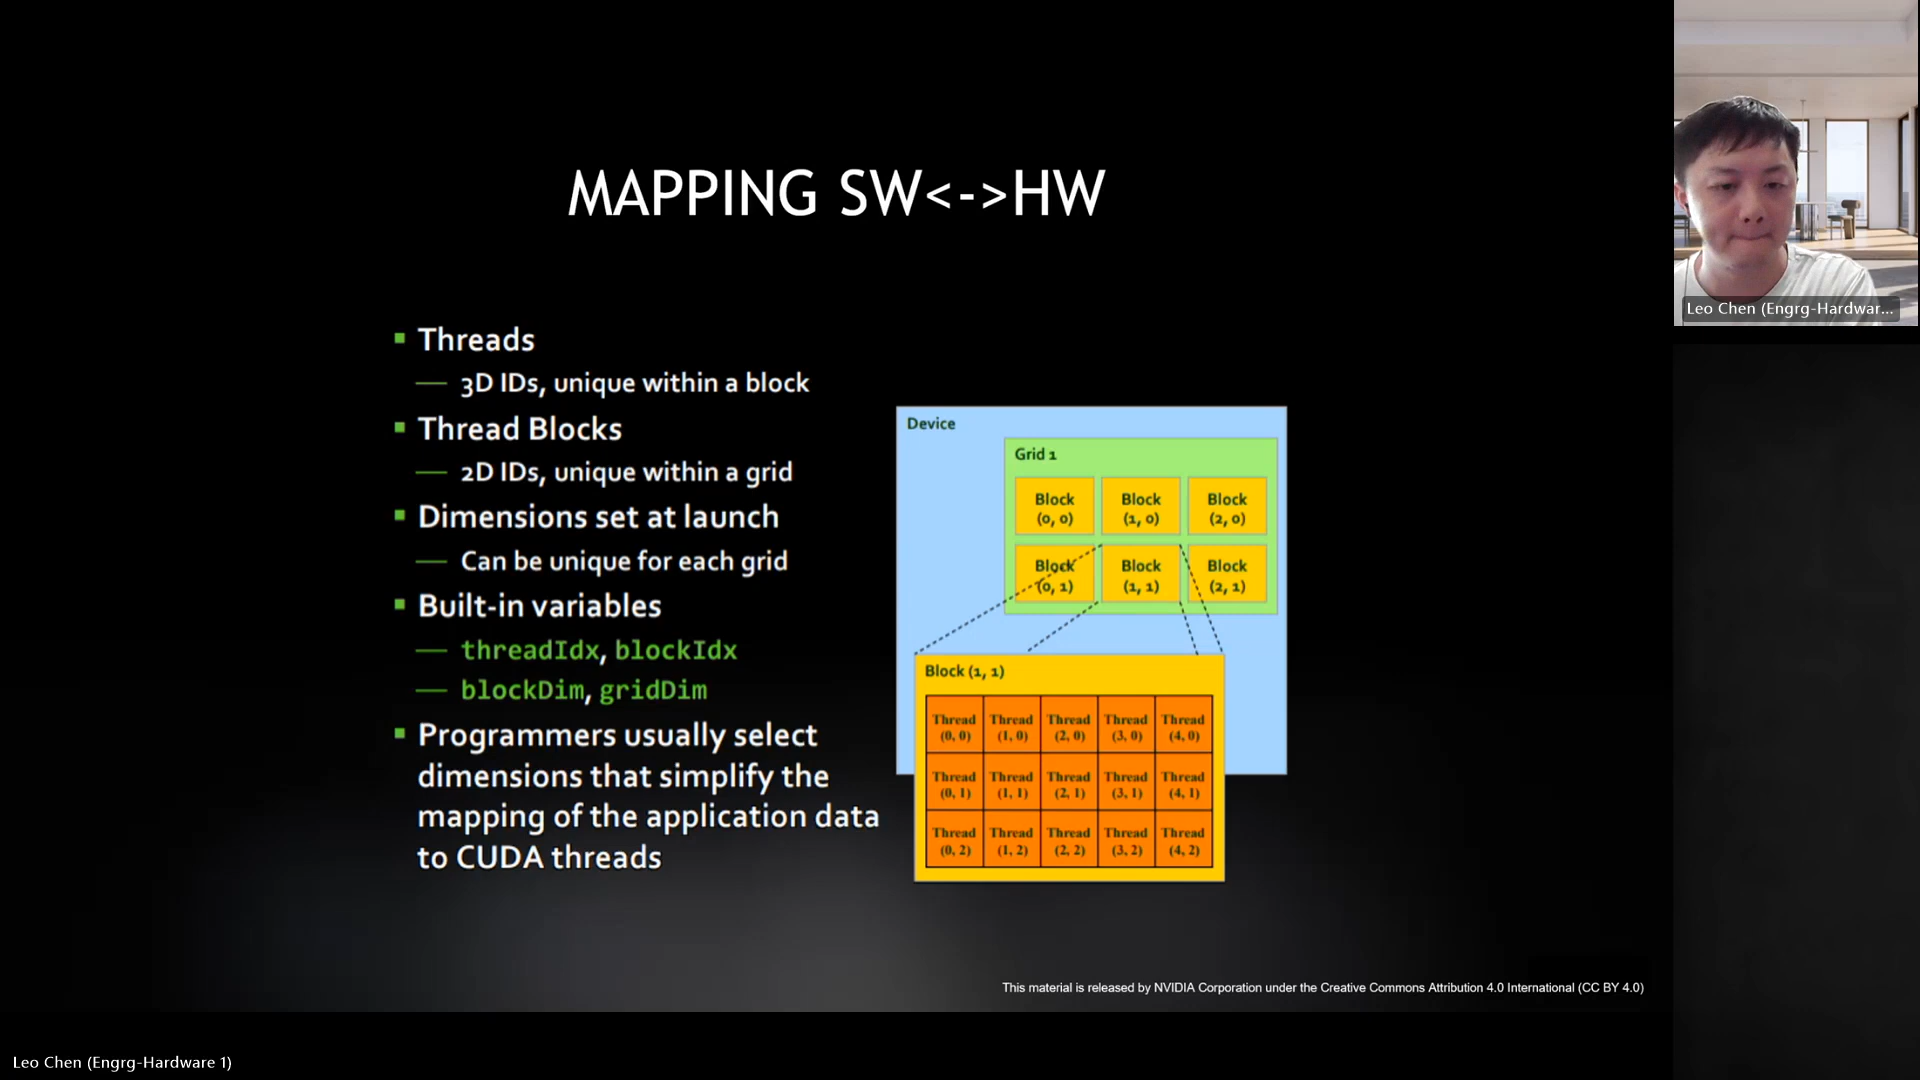 MAPPING SW<->HW
Threads
3D IDs, unique within a block
Thread Blocks
2D IDs, unique within a grid
Dimensions set at launch
Can be unique for each grid
Built-in variables
threadIdx, blockIdx
blockDim, gridDim
Programmers usually select
dimensions that simplify the
mapping of the application data
to CUDA threads
Device
Grid 1
Block
(0, 0)
Block
(1, 0)
Block
(2, 0)
Block
(0, 1)
Block
(1, 1)
Block
(2, 1)
Block (1, 1)
Thread
(0, 0)
Thread
(1, 0)
Thread
(2, 0)
Thread
(3, 0)
Thread
(4, 0)
Thread
(0, 1)
Thread
(1, 1)
Thread
(2, 1)
Thread
(3, 1)
Thread
(4, 1)
Thread
(0, 2)
Thread
(1, 2)
Thread
(2, 2)
Thread
(3, 2)
Thread
(4, 2)
This material is released by NVIDIA Corporation under the Creative Commons Attribution 4.0 International (CC BY 4.0)
Leo Chen (Engrg-Hardwar...
Leo Chen (Engrg-Hardware 1)